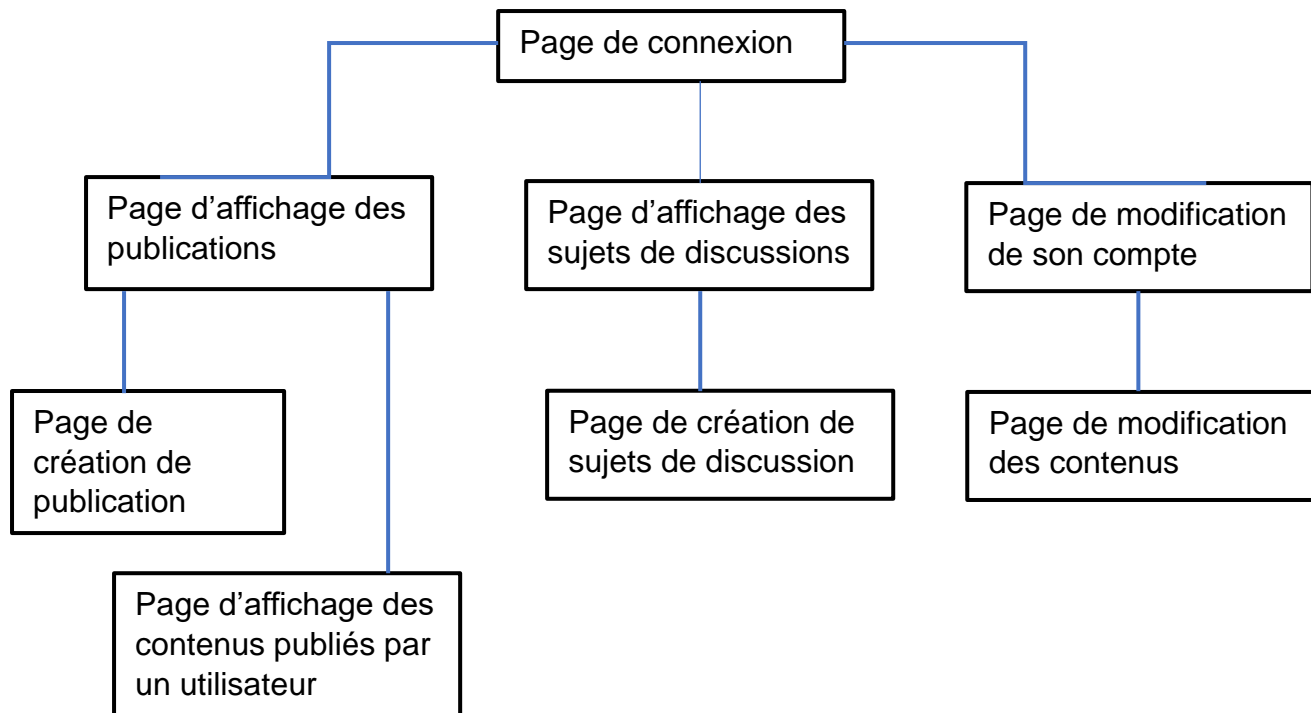 Page de connexion
Page d’affichage des
publications
Page d’affichage des
sujets de discussions
Page de modification
de son compte
Page de
création de
publication
Page de création de
sujets de discussion
Page de modification
des contenus
Page d’affichage des
contenus publiés par
un utilisateur